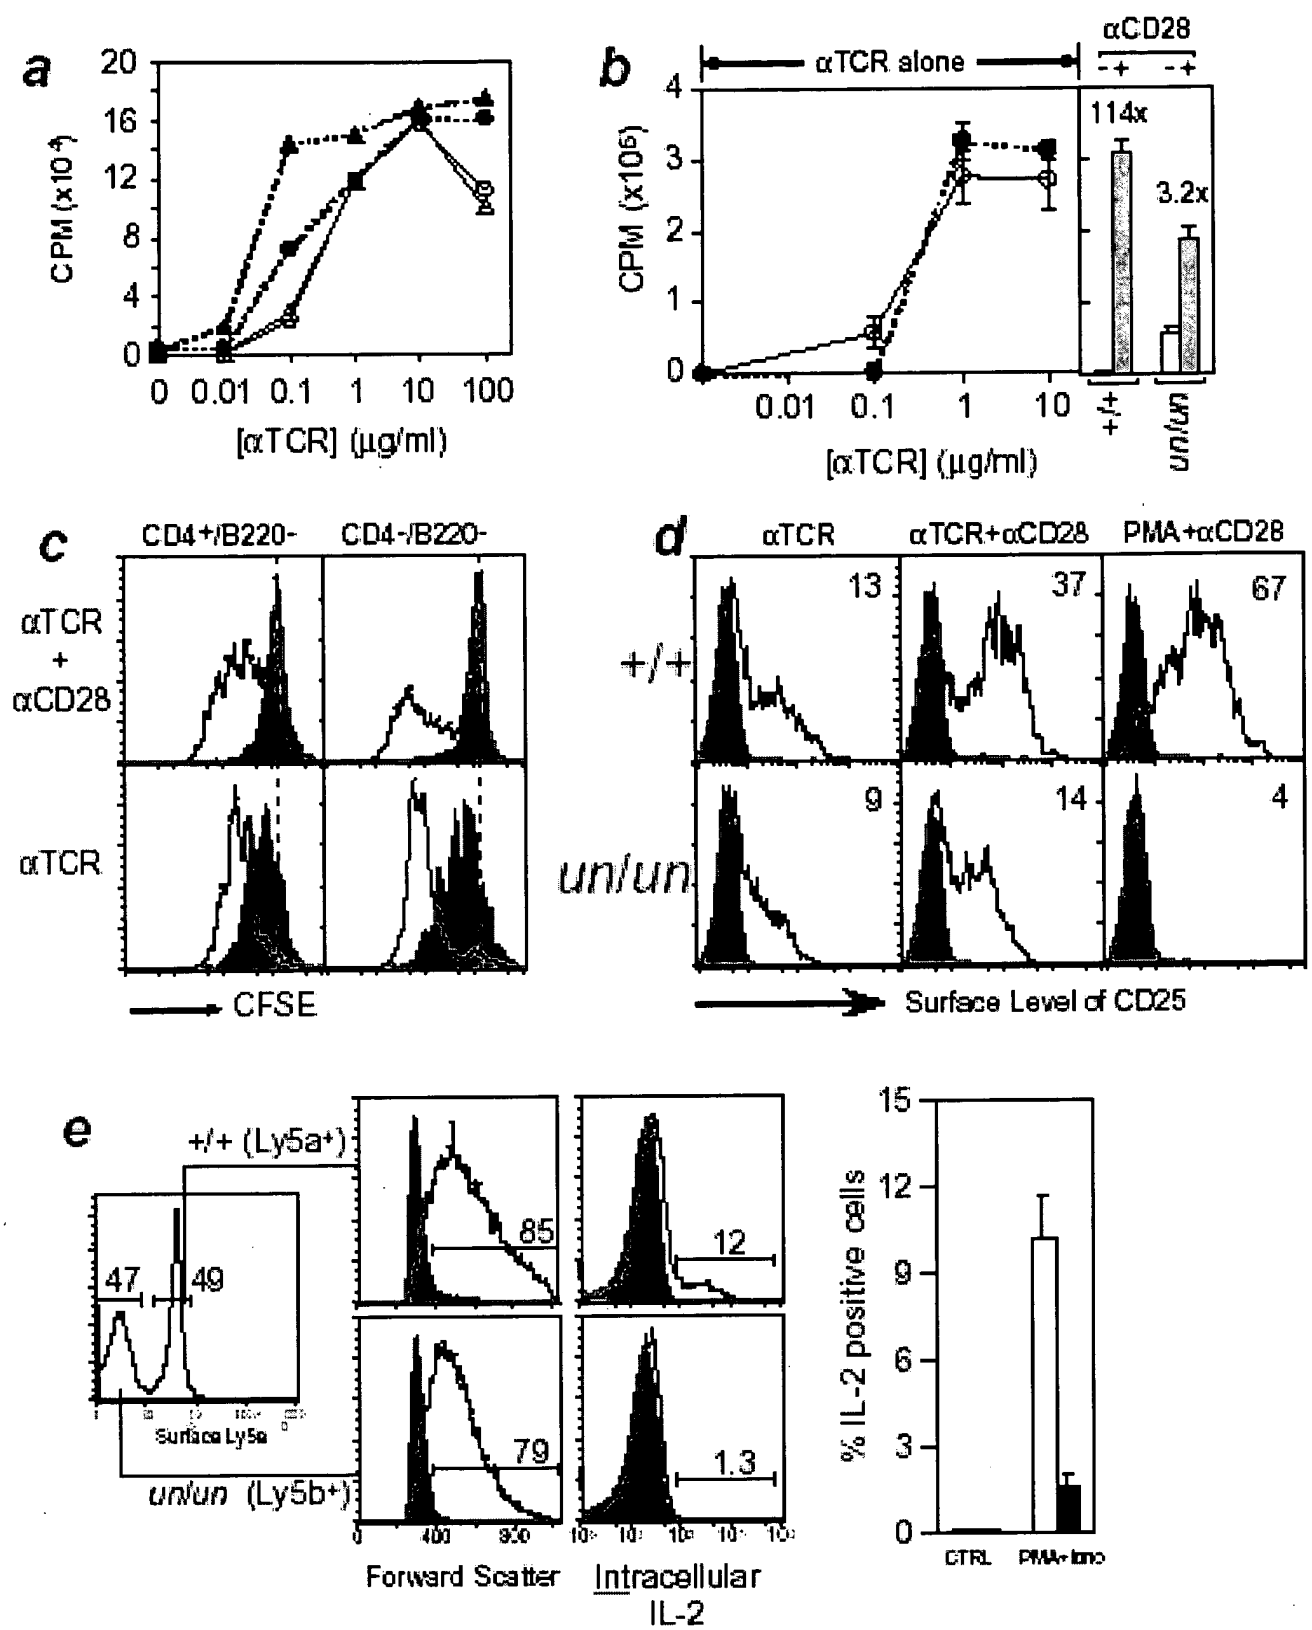 a
20
16
12
8
4
0
CPM (x10⁴)
0 0.01 0.1 1 10 100
[αTCR] (μg/ml)
b
αTCR alone
αCD28
-+ -+
4
3
2
1
0
CPM (x10⁵)
114x
3.2x
0.01 0.1 1 10
+/+
un/un
[αTCR] (μg/ml)
c
CD4+/B220- CD4-/B220-
αTCR
+
αCD28
αTCR
CFSE
d
αTCR αTCR+αCD28 PMA+αCD28
+/+
13 37 67
un/un
9 14 4
Surface Level of CD25
e
+/+ (Ly5a+)
47 49
Surface Ly5a
un/un (Ly5b+)
85
12
79
1.3
0 400 800
Forward Scatter
Intracellular
IL-2
15
12
9
6
3
0
% IL-2 positive cells
CTRL PMA+Iono